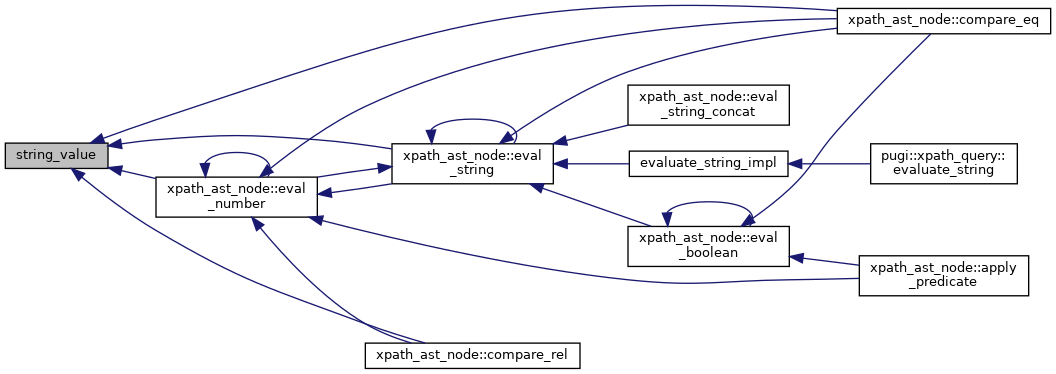 string_value
xpath_ast_node::eval
_number
xpath_ast_node::eval
_string
xpath_ast_node::compare_rel
xpath_ast_node::compare_eq
xpath_ast_node::eval
_string_concat
evaluate_string_impl
xpath_ast_node::eval
_boolean
pugi::xpath_query::
evaluate_string
xpath_ast_node::apply
_predicate